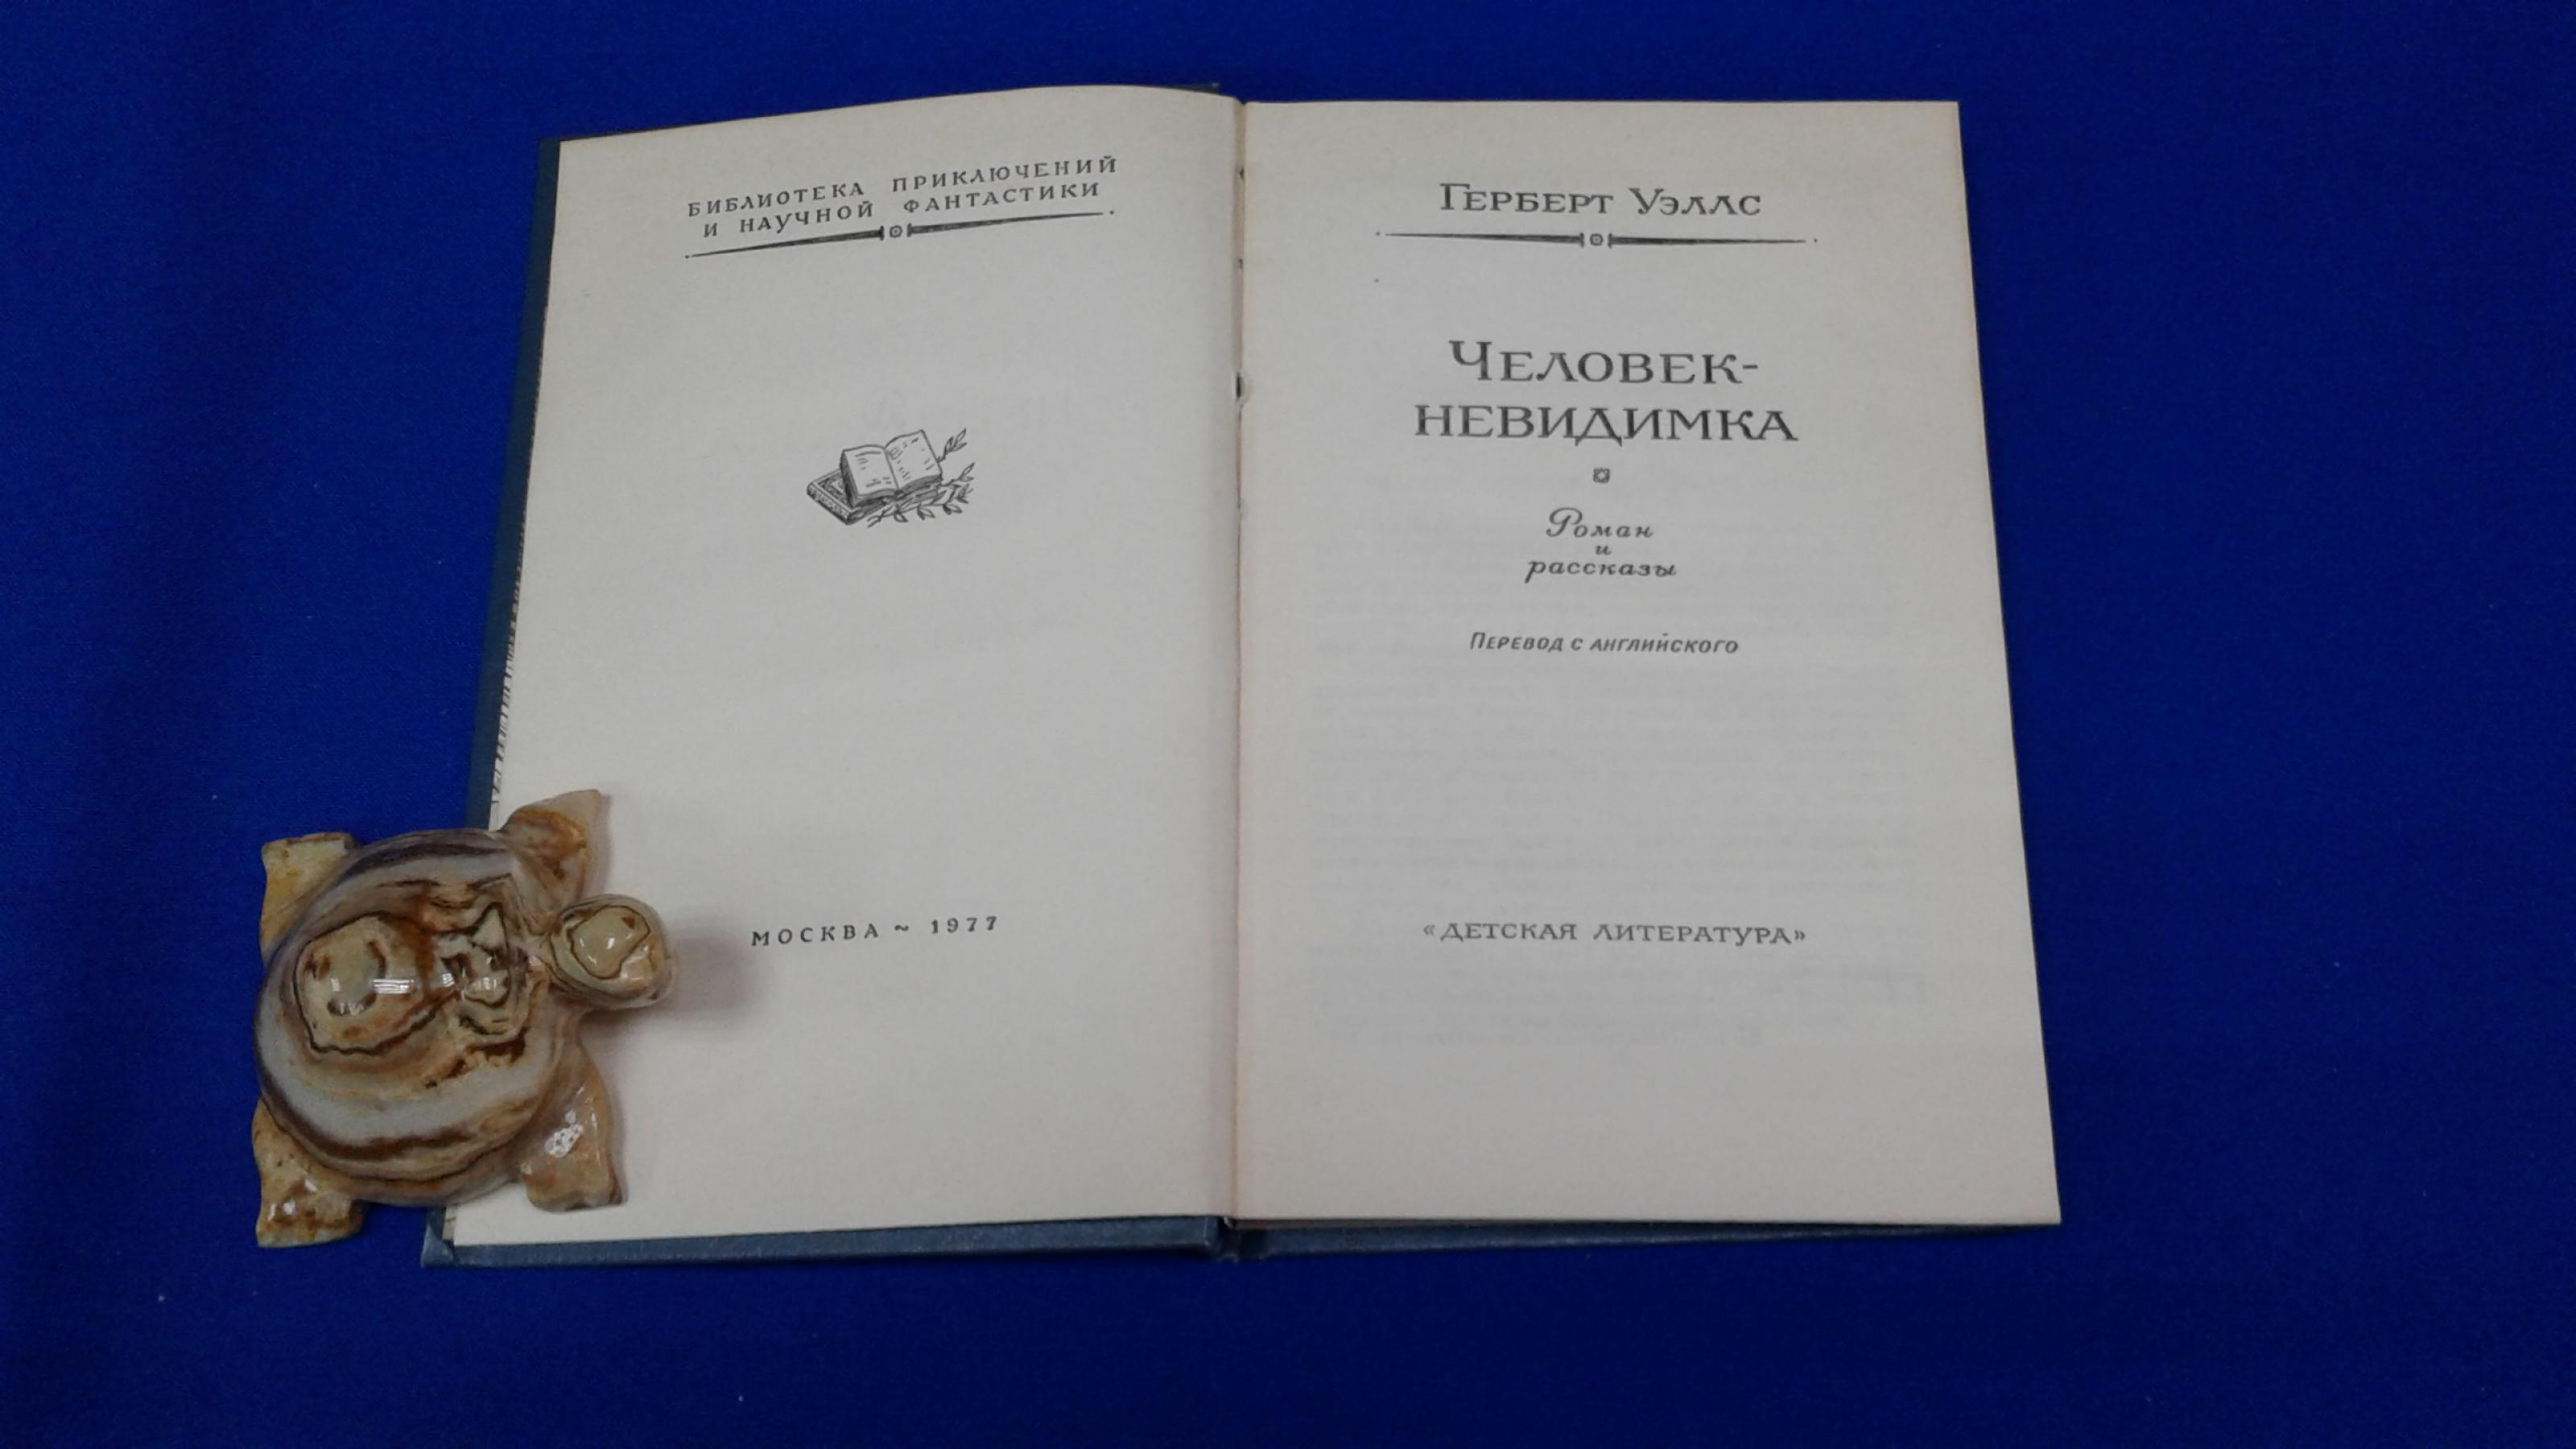 БИБЛИОТЕКА ПРИКЛЮЧЕНИЙ
И НАУЧНОЙ ФАНТАСТИКИ
МОСКВА ~ 1977
ГЕРБЕРТ УЭЛЛС
ЧЕЛОВЕК-
НЕВИДИМКА
Роман
и
рассказы
ПЕРЕВОД С АНГЛИЙСКОГО
«ДЕТСКАЯ ЛИТЕРАТУРА»